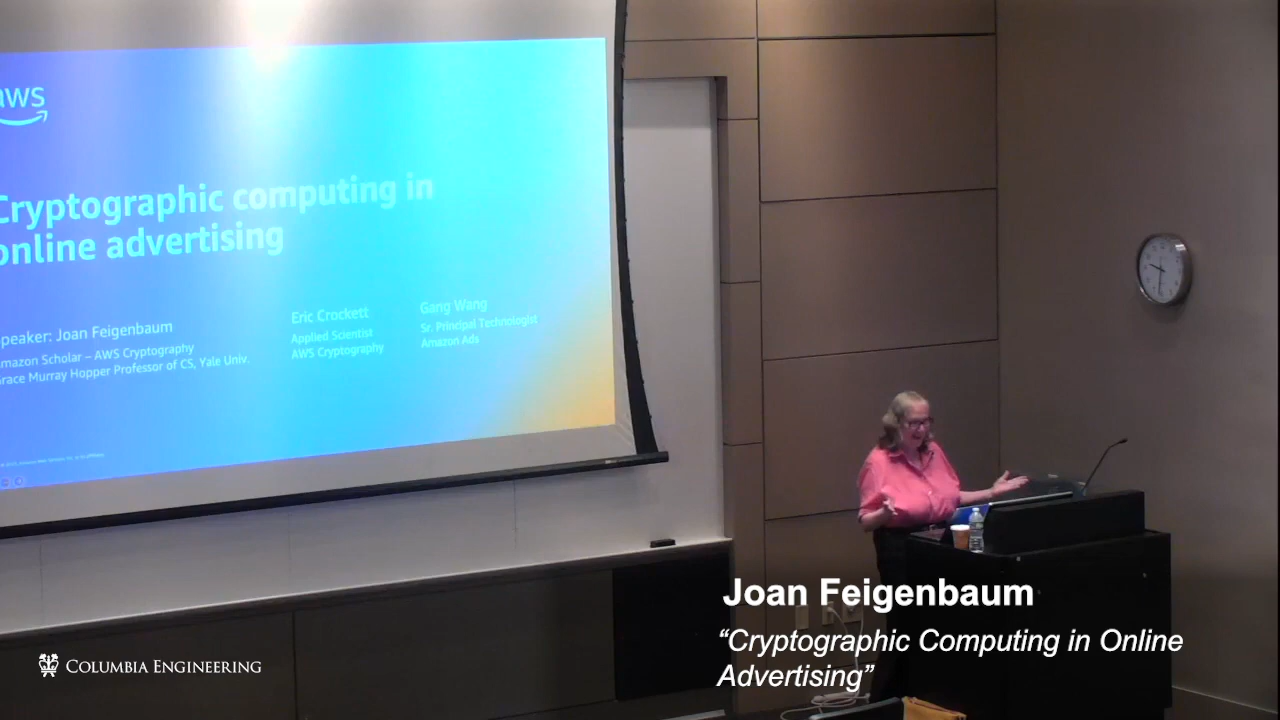 aws
Cryptographic computing in
online advertising
Speaker: Joan Feigenbaum
Amazon Scholar – AWS Cryptography
Grace Murray Hopper Professor of CS, Yale Univ.
Eric Crockett
Applied Scientist
AWS Cryptography
Gang Wang
Sr. Principal Technologist
Amazon Ads
Joan Feigenbaum
“Cryptographic Computing in Online
Advertising”
COLUMBIA ENGINEERING